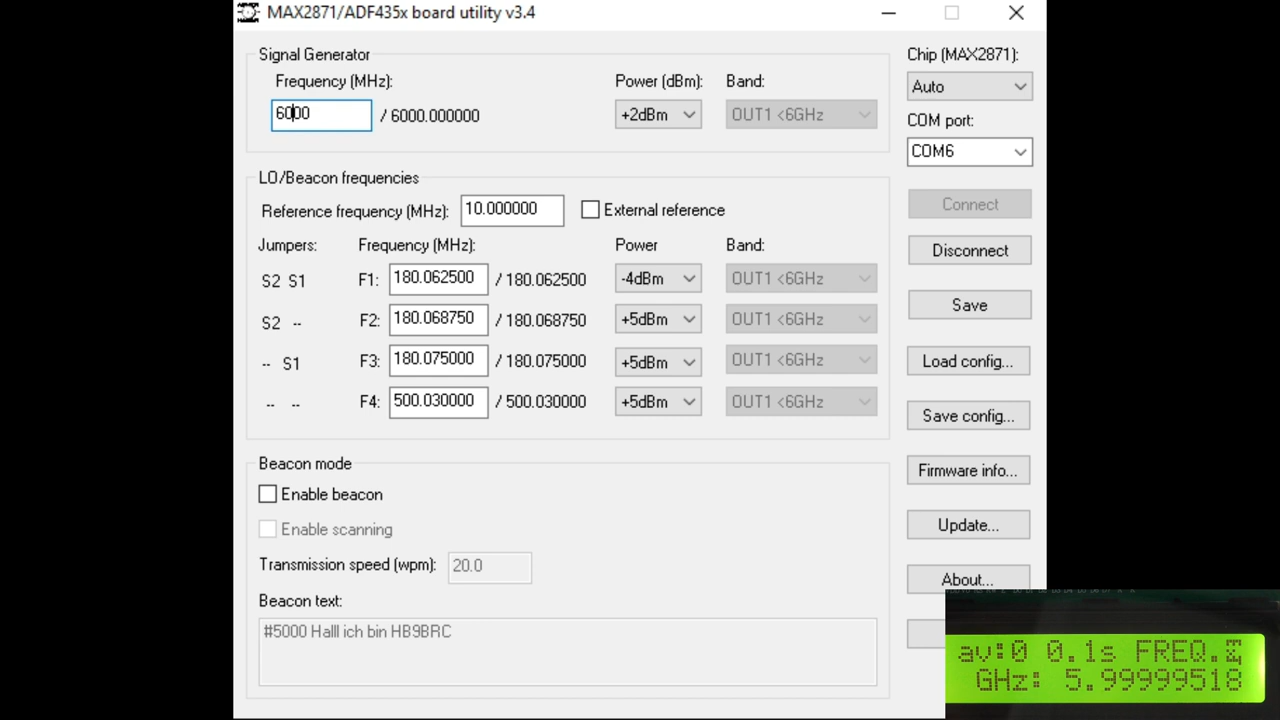 MAX2871/ADF435x board utility v3.4
Signal Generator
Frequency (MHz):
6000 / 6000.000000
Power (dBm):
+2dBm
Band:
OUT1 <6GHz
Chip (MAX2871):
Auto
COM port:
COM6
Connect
Disconnect
Save
Load config...
Save config...
Firmware info...
Update...
About...
LO/Beacon frequencies
Reference frequency (MHz): 10.000000 External reference
Jumpers: Frequency (MHz): Power Band:
S2 S1 F1: 180.062500 / 180.062500 -4dBm OUT1 <6GHz
S2 -- F2: 180.068750 / 180.068750 +5dBm OUT1 <6GHz
-- S1 F3: 180.075000 / 180.075000 +5dBm OUT1 <6GHz
-- -- F4: 500.030000 / 500.030000 +5dBm OUT1 <6GHz
Beacon mode
Enable beacon
Enable scanning
Transmission speed (wpm): 20.0
Beacon text:
#5000 Halll ich bin HB9BRC
av:0 0.1s FREQ.
GHz: 5.99999518